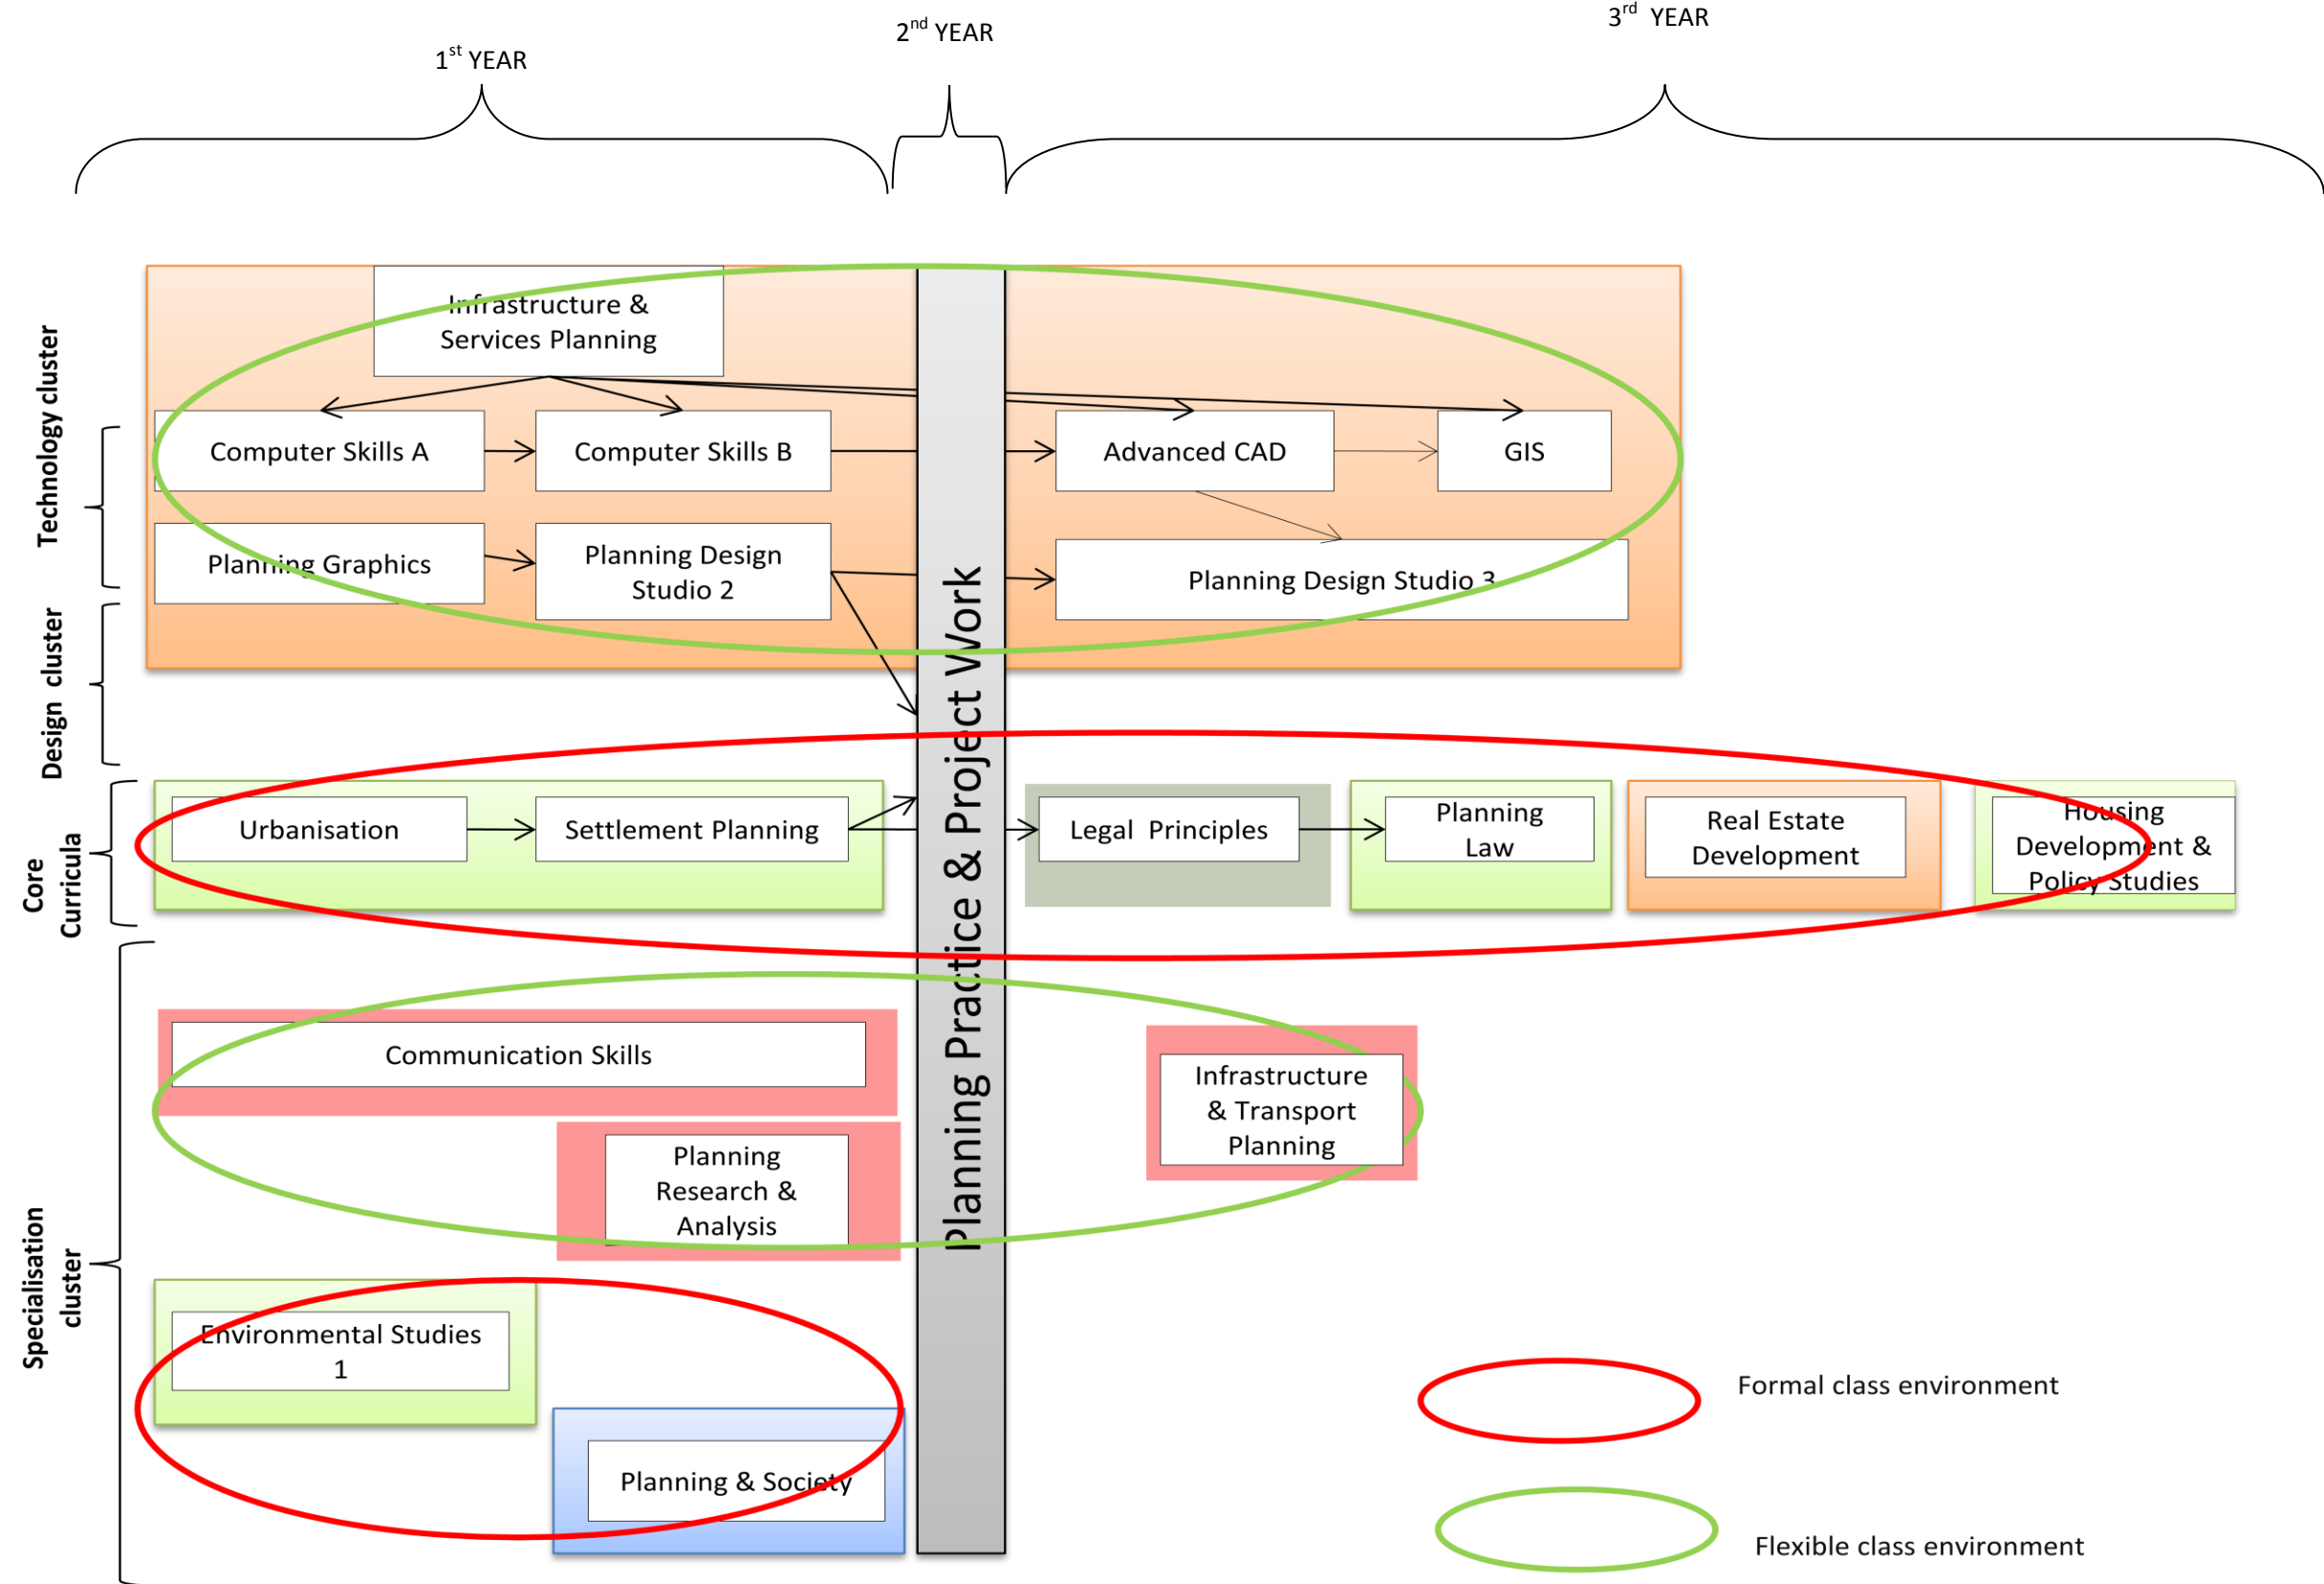 1st YEAR
2nd YEAR
3rd YEAR
Technology cluster
Infrastructure &
Services Planning
Computer Skills A
Computer Skills B
Advanced CAD
GIS
Planning Graphics
Planning Design
Studio 2
Planning Design Studio 3
Design cluster
Planning Practice & Project Work
Core
Curricula
Urbanisation
Settlement Planning
Legal Principles
Planning
Law
Real Estate
Development
Housing
Development &
Policy Studies
Specialisation
cluster
Communication Skills
Planning
Research &
Analysis
Infrastructure
& Transport
Planning
Environmental Studies
1
Planning & Society
Formal class environment
Flexible class environment